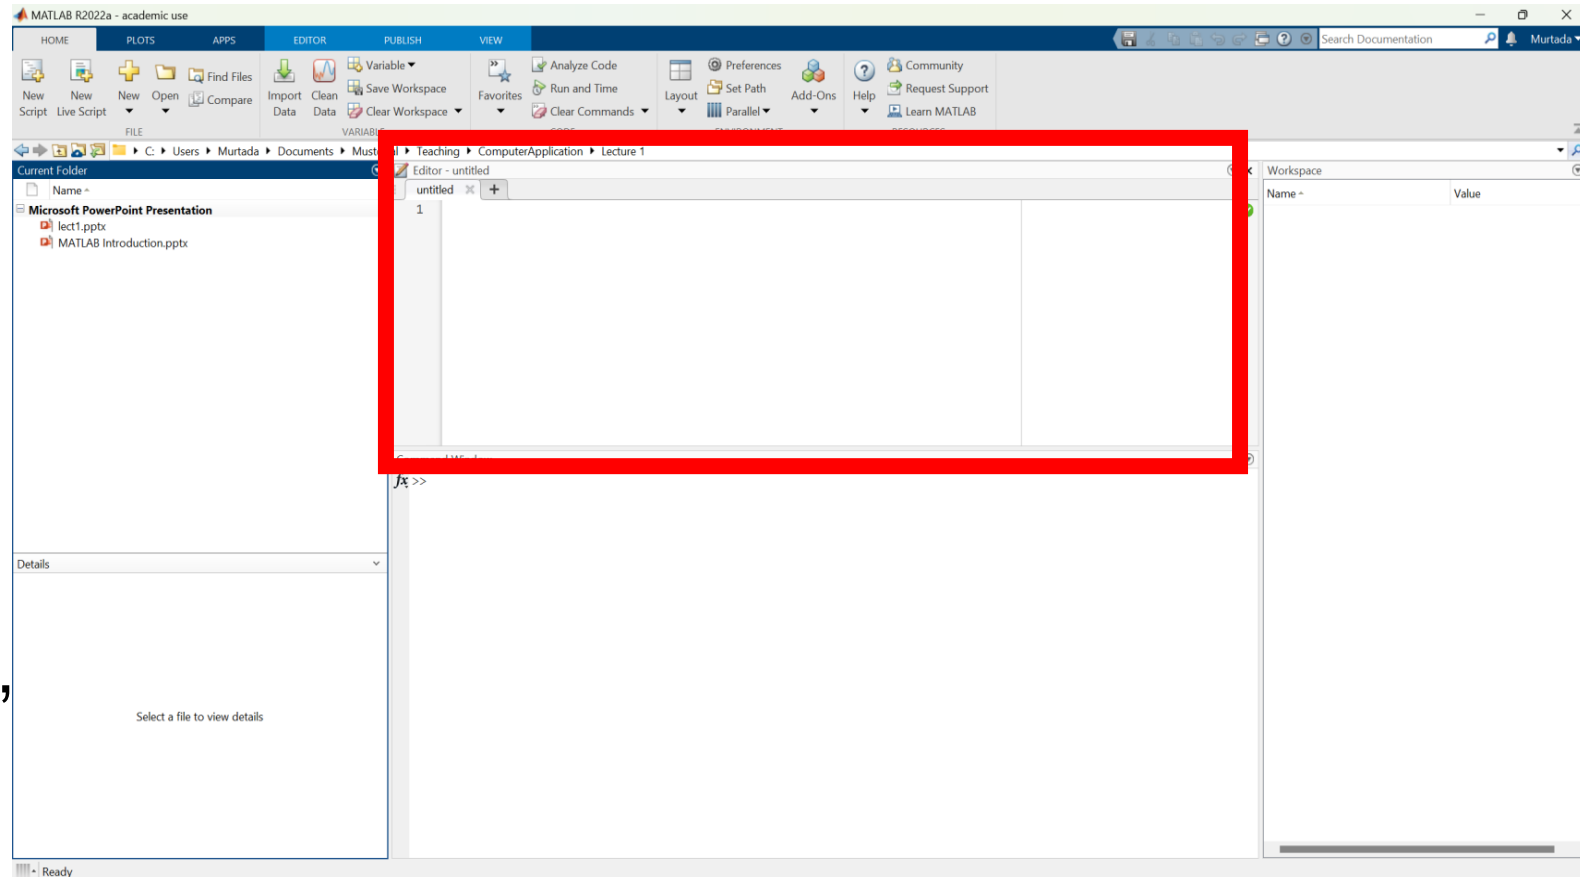 MATLAB R2022a - academic use
HOME PLOTS APPS EDITOR PUBLISH VIEW Search Documentation Murtada
New Script
New Live Script
New
Open
Find Files
Compare
Import Data
Clean Data
Variable
Save Workspace
Clear Workspace
Favorites
Analyze Code
Run and Time
Clear Commands
Layout
Preferences
Set Path
Parallel
Add-Ons
Help
Community
Request Support
Learn MATLAB
FILE
C: Users Murtada Documents Teaching ComputerApplication Lecture 1
Current Folder
Name
Microsoft PowerPoint Presentation
lect1.pptx
MATLAB Introduction.pptx
Editor - untitled
untitled +
1
Workspace
Name Value
fx >>
Details
Select a file to view details
,
Ready